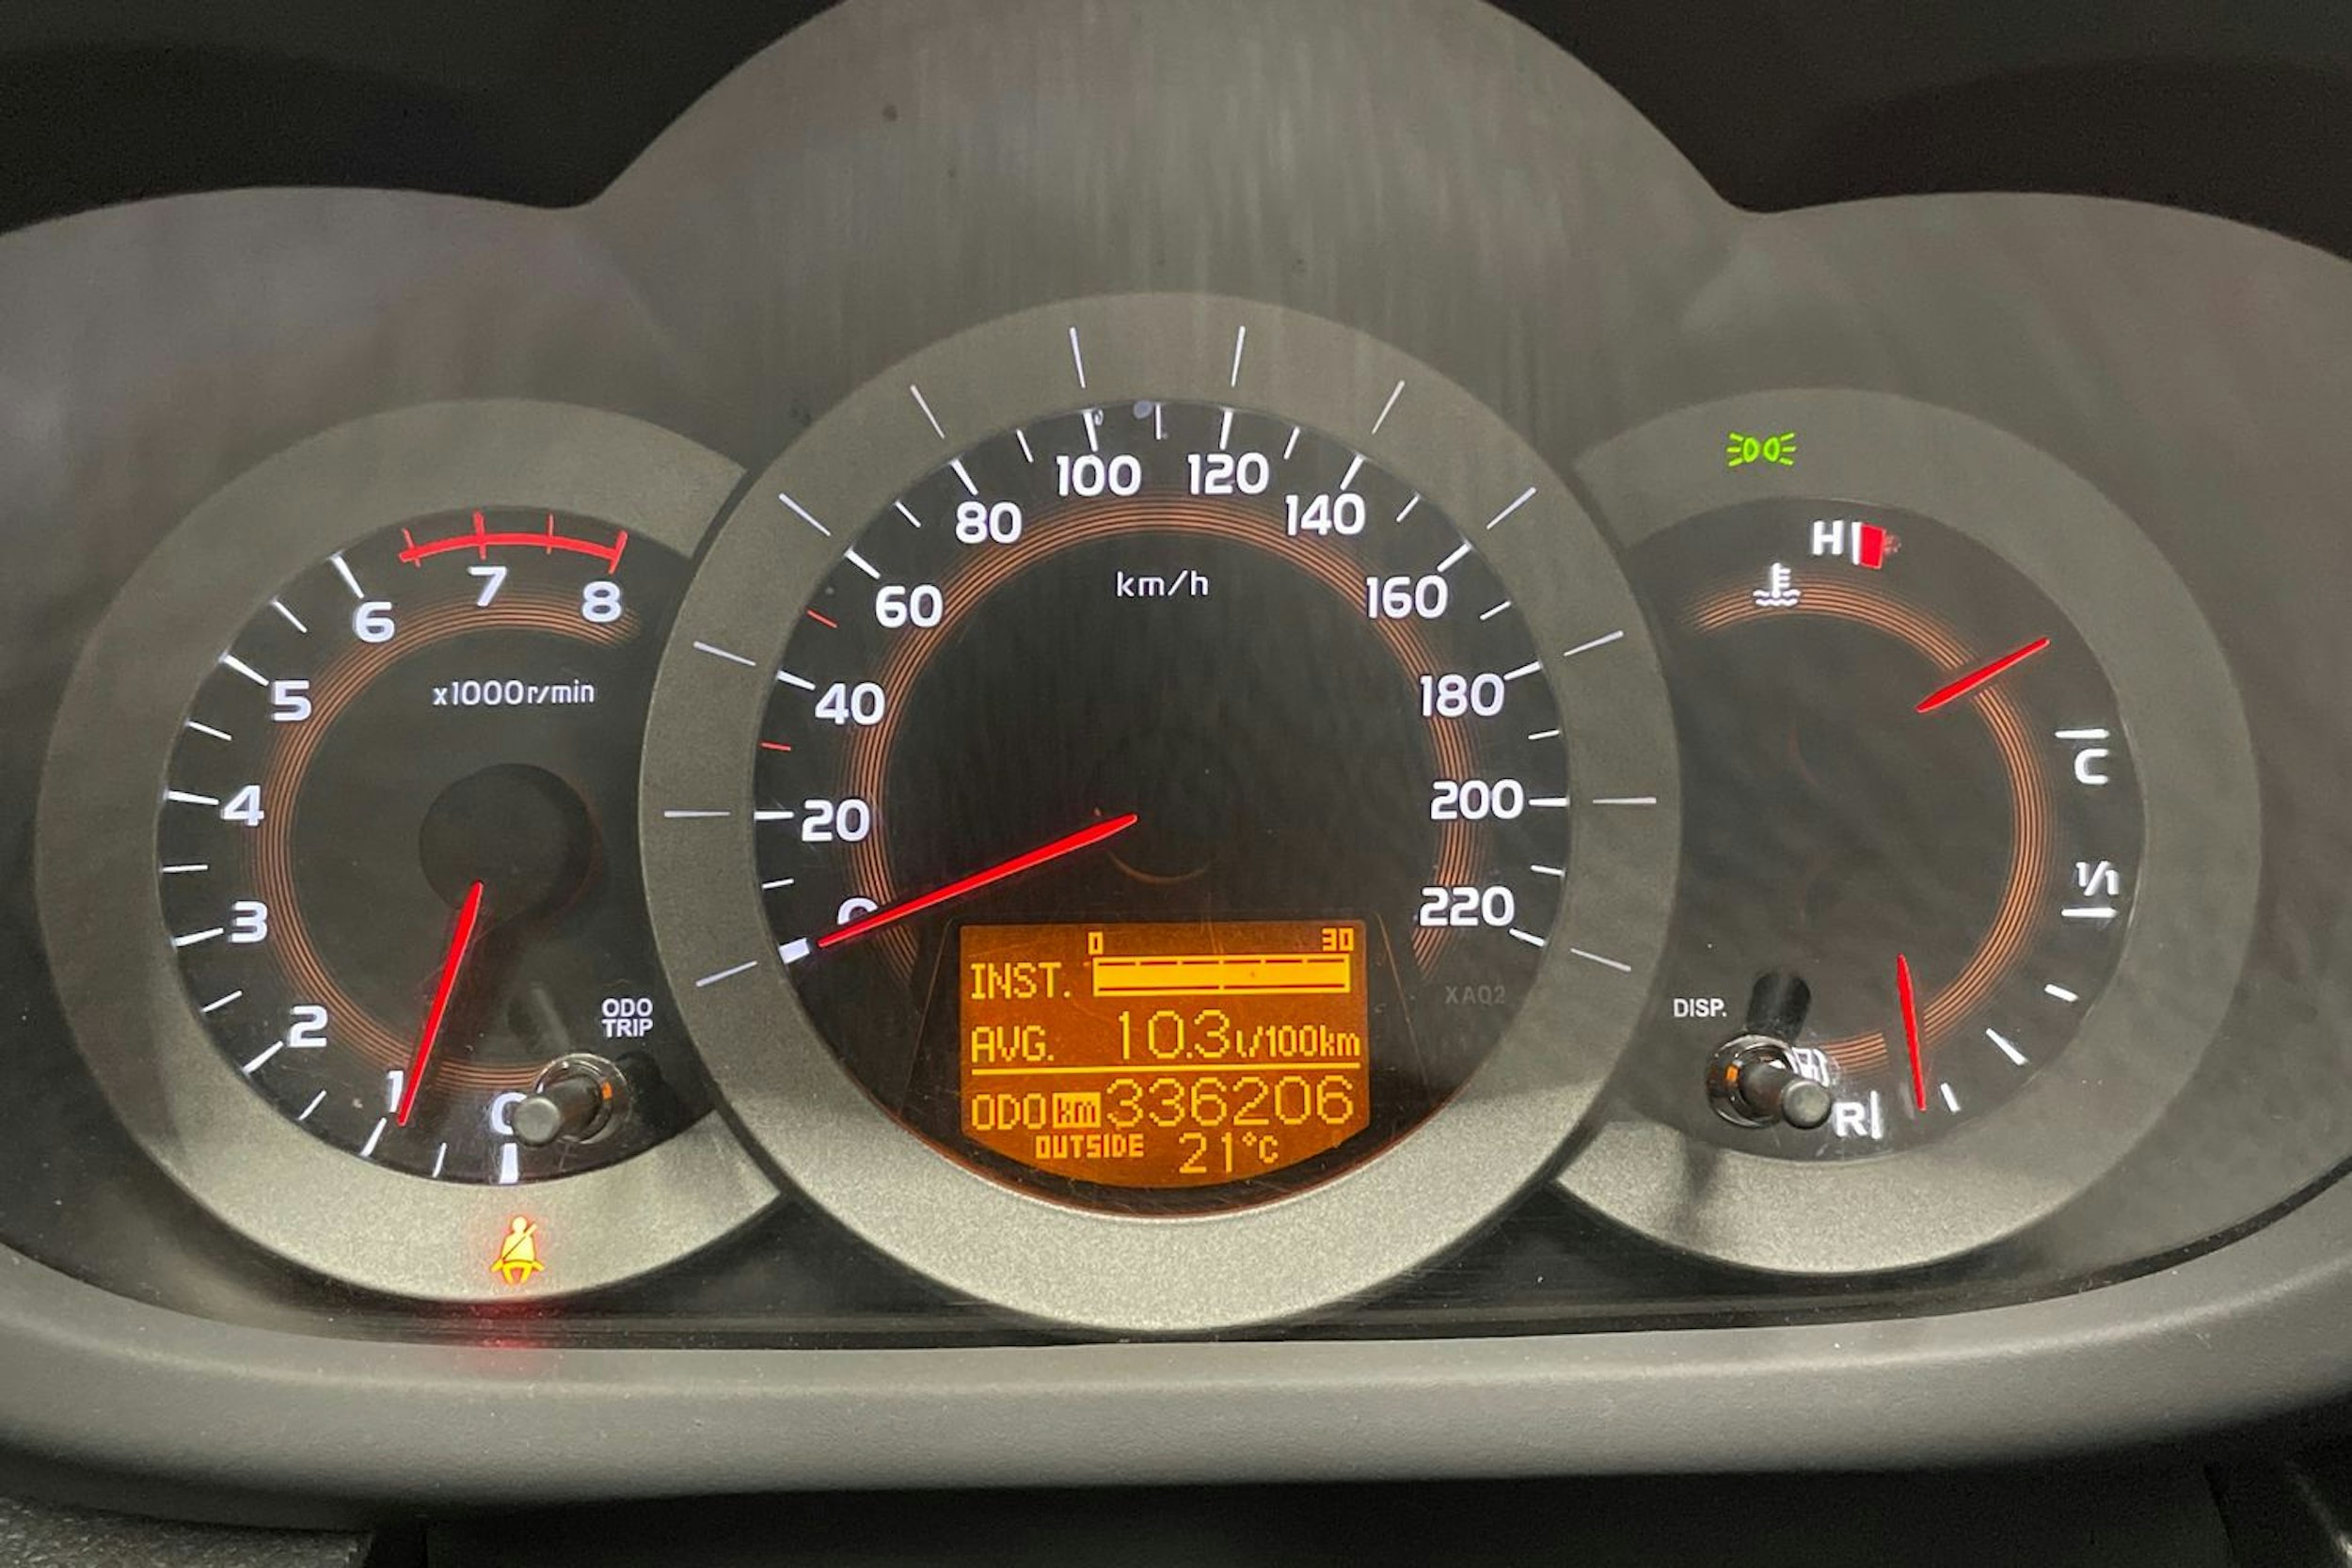 6
7
8
x1000r/min
5
4
3
2
1
0
ODO
TRIP
km/h
0
20
40
60
80
100
120
140
160
180
200
220
XAQ2
0 30
INST.
AVG. 10.3 l/100km
ODO km 336206
OUTSIDE 21°C
H
C
1/1
DISP.
R